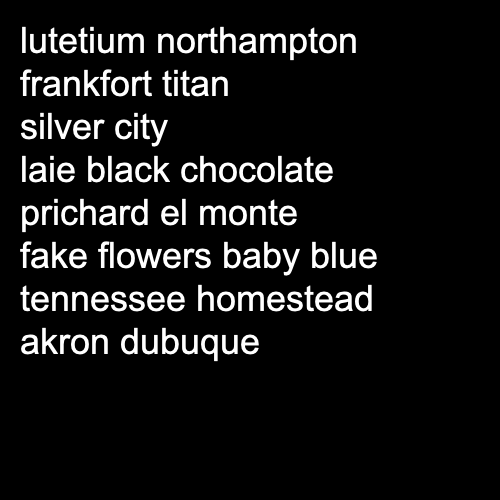 lutetium northampton
frankfort titan
silver city
laie black chocolate
prichard el monte
fake flowers baby blue
tennessee homestead
akron dubuque